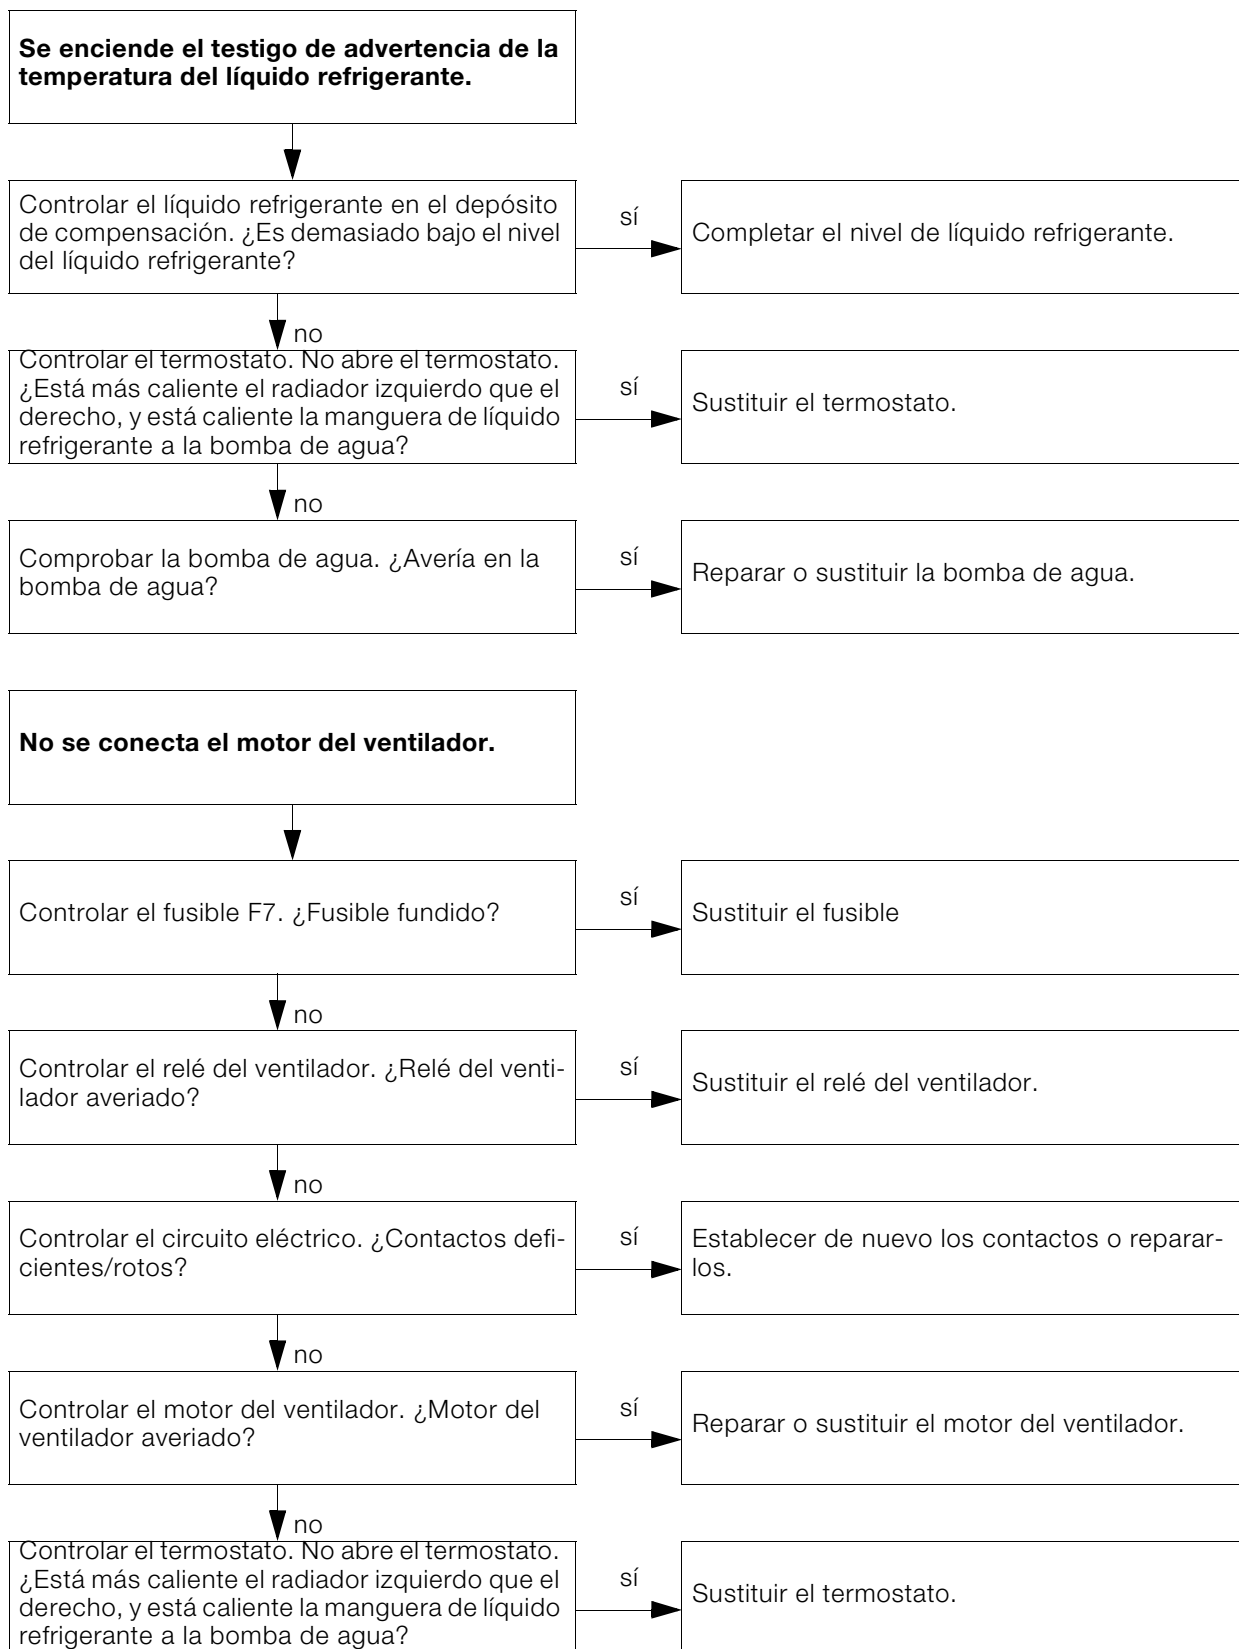 Se enciende el testigo de advertencia de la
temperatura del líquido refrigerante.
Controlar el líquido refrigerante en el depósito
de compensación. ¿Es demasiado bajo el nivel
del líquido refrigerante?
sí
Completar el nivel de líquido refrigerante.
no
Controlar el termostato. No abre el termostato.
¿Está más caliente el radiador izquierdo que el
derecho, y está caliente la manguera de líquido
refrigerante a la bomba de agua?
sí
Sustituir el termostato.
no
Comprobar la bomba de agua. ¿Avería en la
bomba de agua?
sí
Reparar o sustituir la bomba de agua.
No se conecta el motor del ventilador.
Controlar el fusible F7. ¿Fusible fundido?
sí
Sustituir el fusible
no
Controlar el relé del ventilador. ¿Relé del venti-
lador averiado?
sí
Sustituir el relé del ventilador.
no
Controlar el circuito eléctrico. ¿Contactos defi-
cientes/rotos?
sí
Establecer de nuevo los contactos o reparar-
los.
no
Controlar el motor del ventilador. ¿Motor del
ventilador averiado?
sí
Reparar o sustituir el motor del ventilador.
no
Controlar el termostato. No abre el termostato.
¿Está más caliente el radiador izquierdo que el
derecho, y está caliente la manguera de líquido
refrigerante a la bomba de agua?
sí
Sustituir el termostato.